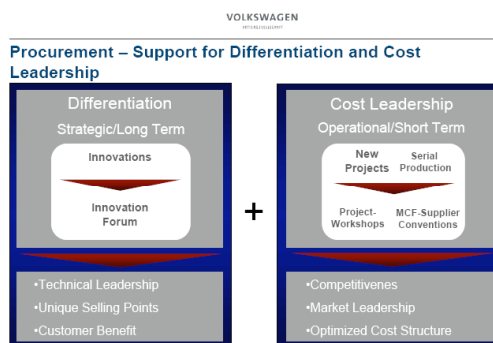 VOLKSWAGEN
AKTIENGESELLSCHAFT
Procurement – Support for Differentiation and Cost
Leadership
Differentiation
Strategic/Long Term
Innovations
Innovation
Forum
•Technical Leadership
•Unique Selling Points
•Customer Benefit
+
Cost Leadership
Operational/Short Term
New
Projects
Serial
Production
Project-
Workshops
MCF-Supplier
Conventions
•Competitivenes
•Market Leadership
•Optimized Cost Structure